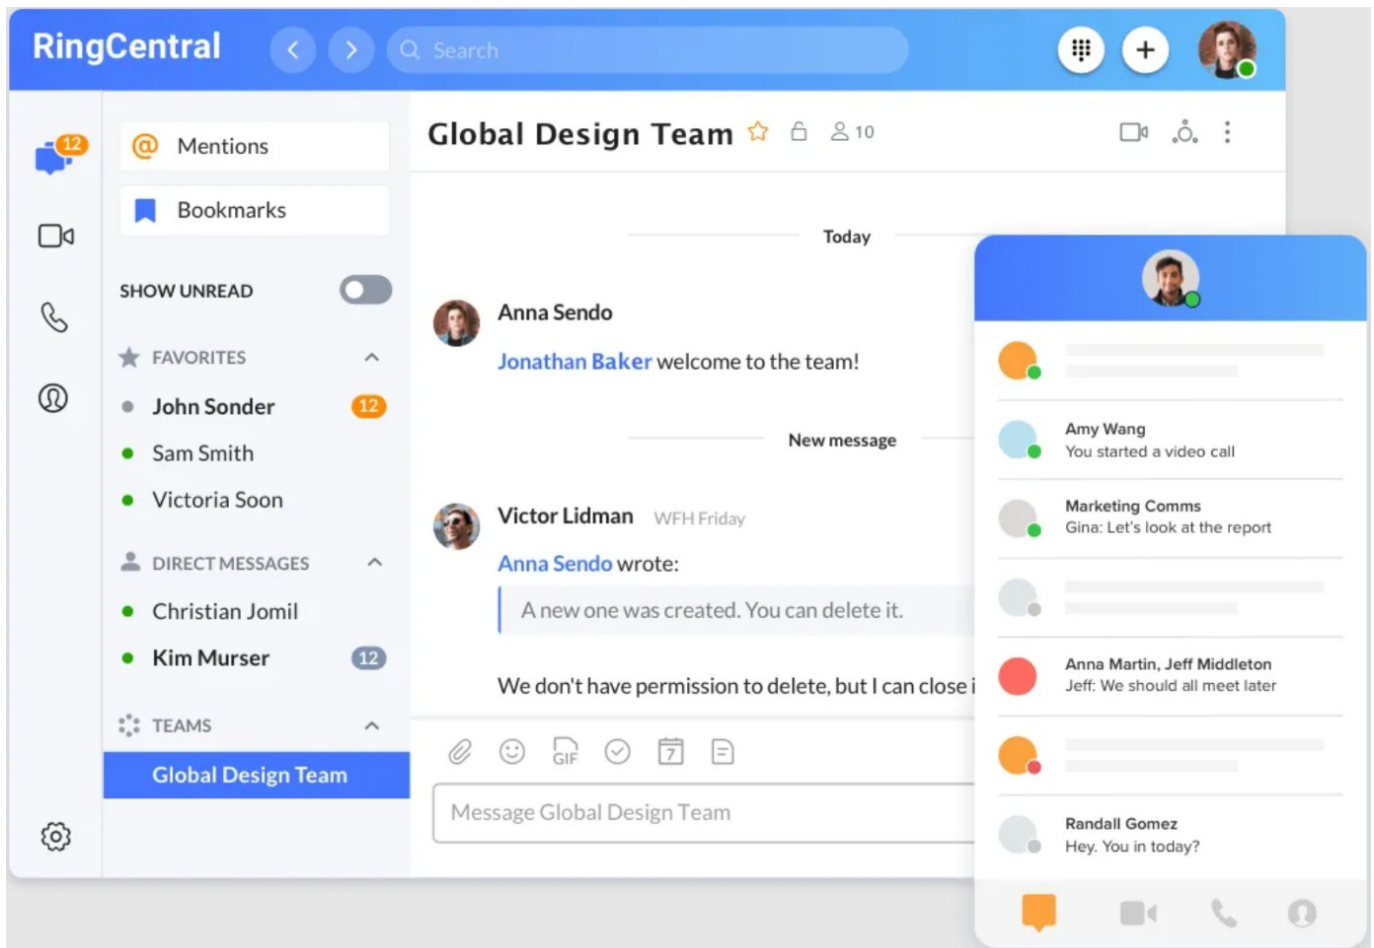 RingCentral
Search
12
Mentions
Bookmarks
SHOW UNREAD
FAVORITES
John Sonder 12
Sam Smith
Victoria Soon
DIRECT MESSAGES
Christian Jomil
Kim Murser 12
TEAMS
Global Design Team
Global Design Team 10
Today
Anna Sendo
Jonathan Baker welcome to the team!
New message
Victor Lidman WFH Friday
Anna Sendo wrote:
A new one was created. You can delete it.
We don't have permission to delete, but I can close i
GIF 7
Message Global Design Team
Amy Wang
You started a video call
Marketing Comms
Gina: Let's look at the report
Anna Martin, Jeff Middleton
Jeff: We should all meet later
Randall Gomez
Hey. You in today?